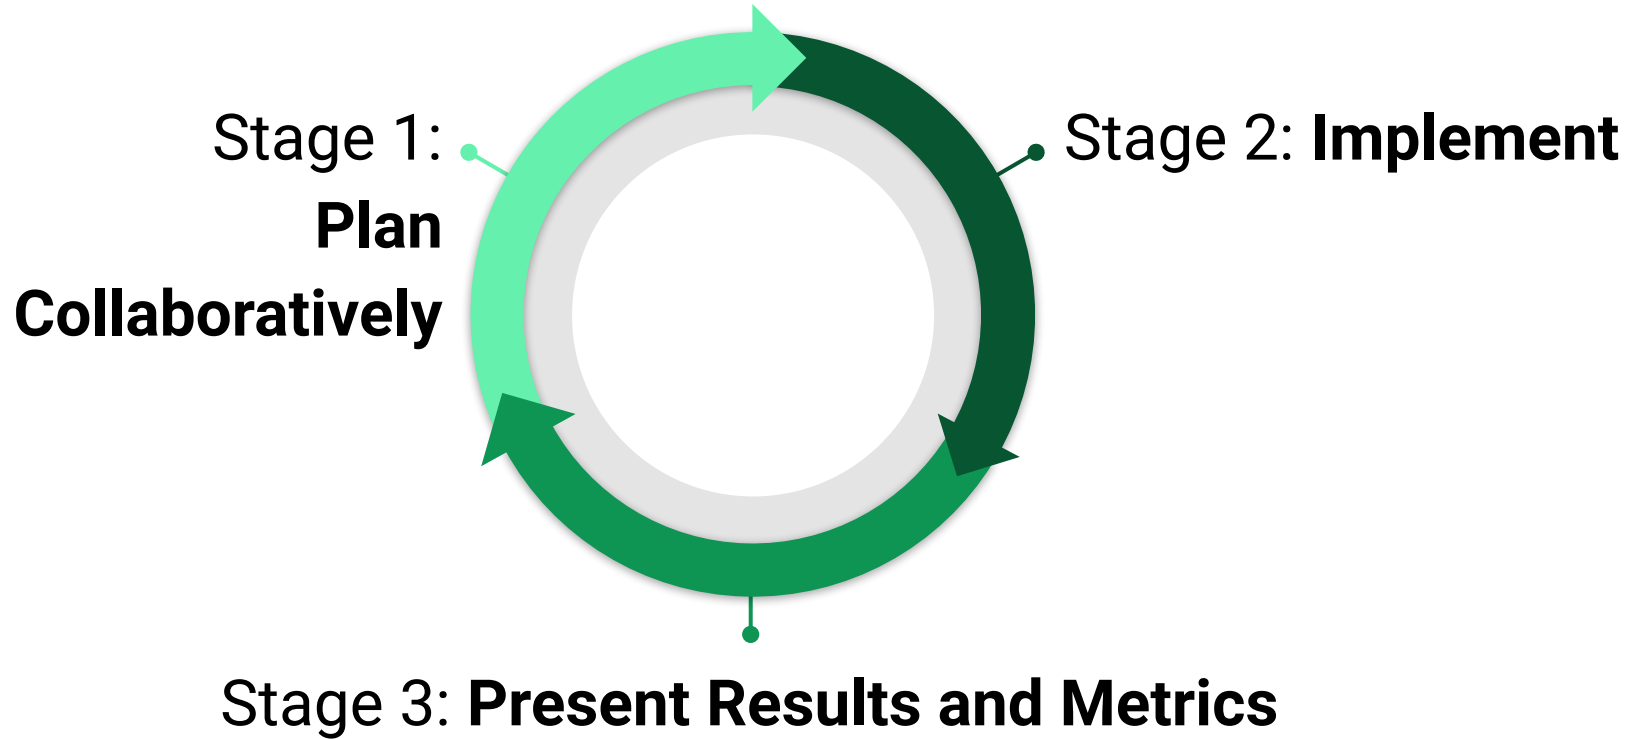 Stage 1:
Plan
Collaboratively
Stage 2: Implement
Stage 3: Present Results and Metrics